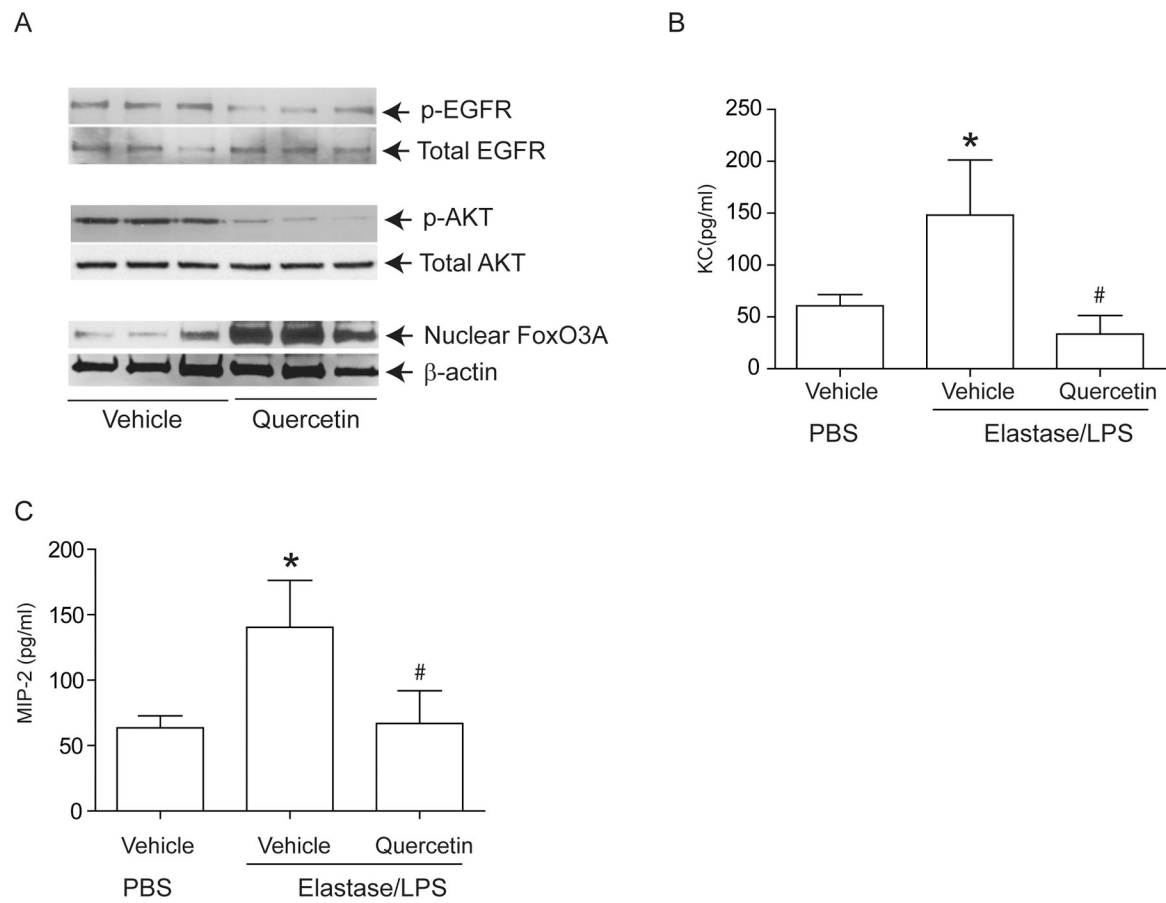 A
p-EGFR
Total EGFR
p-AKT
Total AKT
Nuclear FoxO3A
β-actin
Vehicle Quercetin
B
250
200
150
100
50
0
KC(pg/ml)
*
#
Vehicle Vehicle Quercetin
PBS Elastase/LPS
C
200
150
100
50
0
MIP-2 (pg/ml)
*
#
Vehicle Vehicle Quercetin
PBS Elastase/LPS